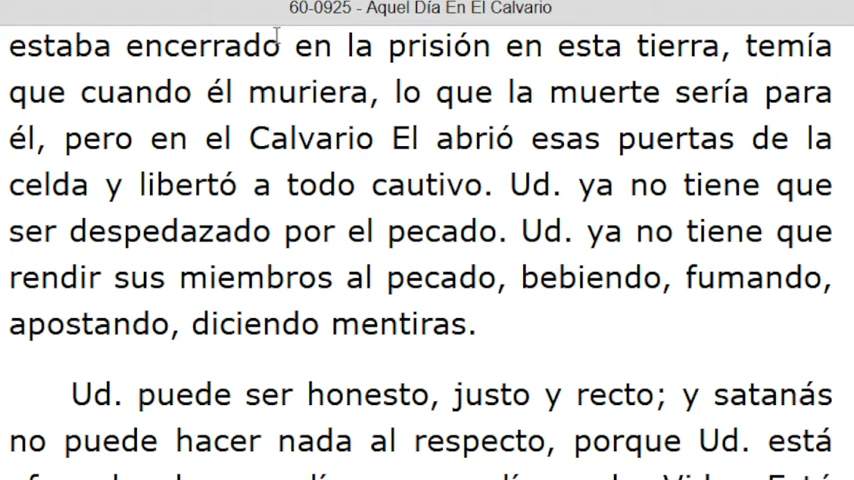 60-0925 - Aquel Día En El Calvario
estaba encerrado en la prisión en esta tierra, temía
que cuando él muriera, lo que la muerte sería para
él, pero en el Calvario El abrió esas puertas de la
celda y libertó a todo cautivo. Ud. ya no tiene que
ser despedazado por el pecado. Ud. ya no tiene que
rendir sus miembros al pecado, bebiendo, fumando,
apostando, diciendo mentiras.
Ud. puede ser honesto, justo y recto; y satanás
no puede hacer nada al respecto, porque Ud. está